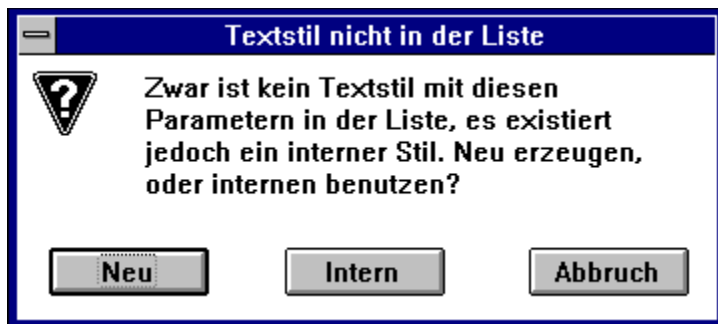 Textstil nicht in der Liste
Zwar ist kein Textstil mit diesen
Parametern in der Liste, es existiert
jedoch ein interner Stil. Neu erzeugen,
oder internen benutzen?
Neu Intern Abbruch